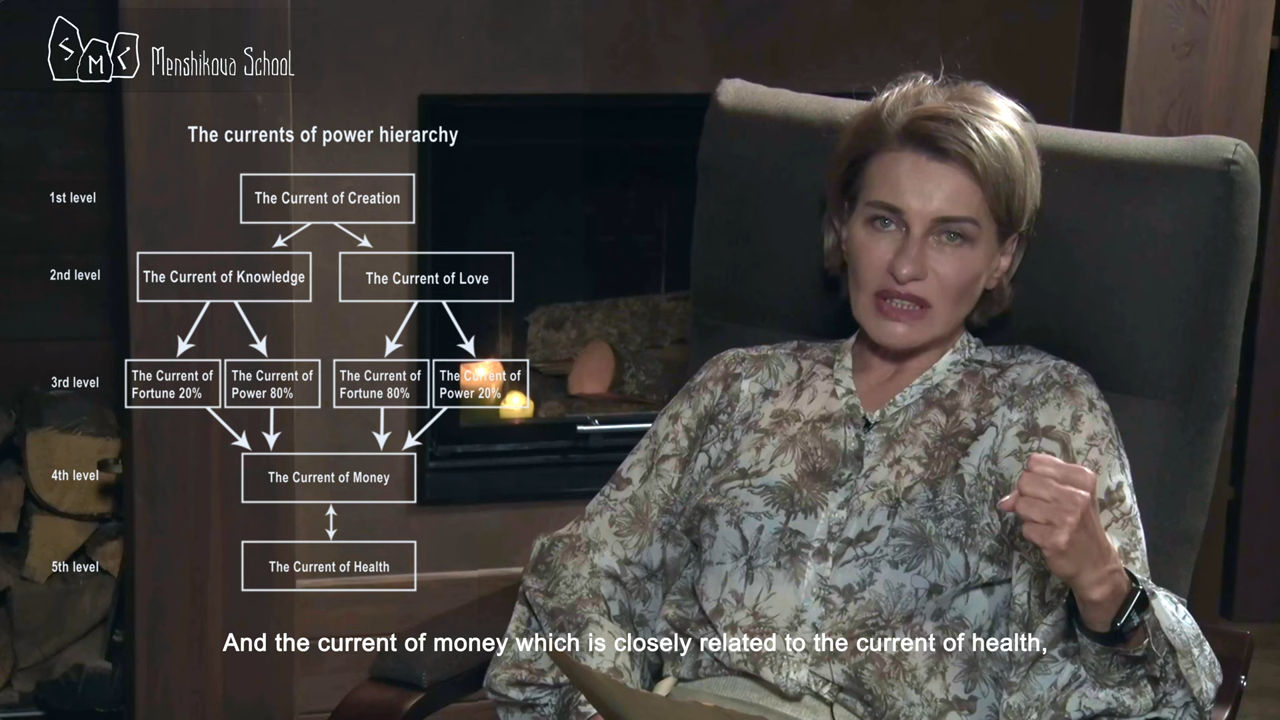 SMS
Menshikova School
The currents of power hierarchy
1st level
The Current of Creation
2nd level
The Current of Knowledge
The Current of Love
3rd level
The Current of
Fortune 20%
The Current of
Power 80%
The Current of
Fortune 80%
The Current of
Power 20%
4th level
The Current of Money
5th level
The Current of Health
And the current of money which is closely related to the current of health,